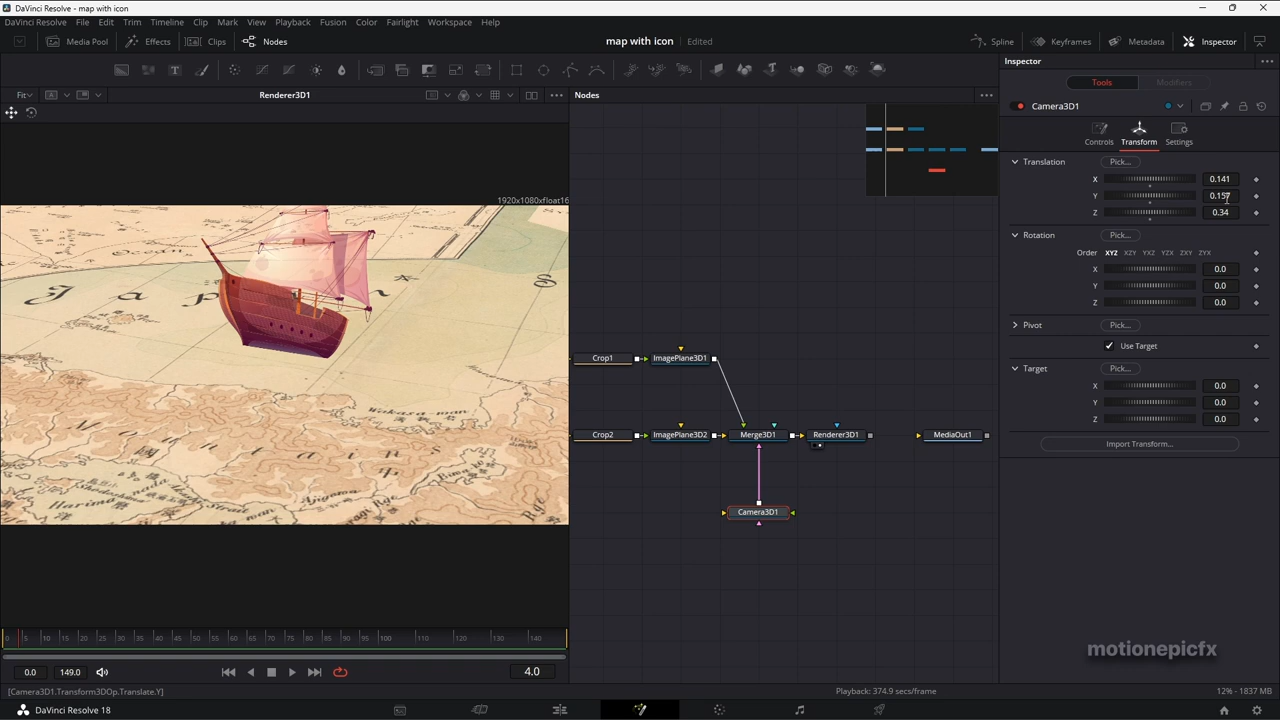 DaVinci Resolve - map with icon
DaVinci Resolve File Edit Trim Timeline Clip Mark View Playback Fusion Color Fairlight Workspace Help
Media Pool Effects Clips Nodes map with icon Edited Spline Keyframes Metadata Inspector
Inspector
Tools Modifiers
Fit Renderer3D1 Nodes
Camera3D1
Controls Transform Settings
Translation Pick...
X 0.141
Y 0.157
Z 0.34
1920x1080xfloat16
Rotation Pick...
Order XYZ XZY YXZ YZX ZXY ZYX
X 0.0
Y 0.0
Z 0.0
Pivot Pick...
Use Target
Target Pick...
X 0.0
Y 0.0
Z 0.0
Import Transform...
Crop1 ImagePlane3D1
Crop2 ImagePlane3D2 Merge3D1 Renderer3D1 MediaOut1
Camera3D1
0 5 10 15 20 25 30 35 40 45 50 55 60 65 70 75 80 85 90 95 100 110 120 130 140
0.0 149.0 4.0
motionepicfx
[Camera3D1.Transform3DOp.Translate.Y] Playback: 374.9 secs/frame 12% - 1837 MB
DaVinci Resolve 18